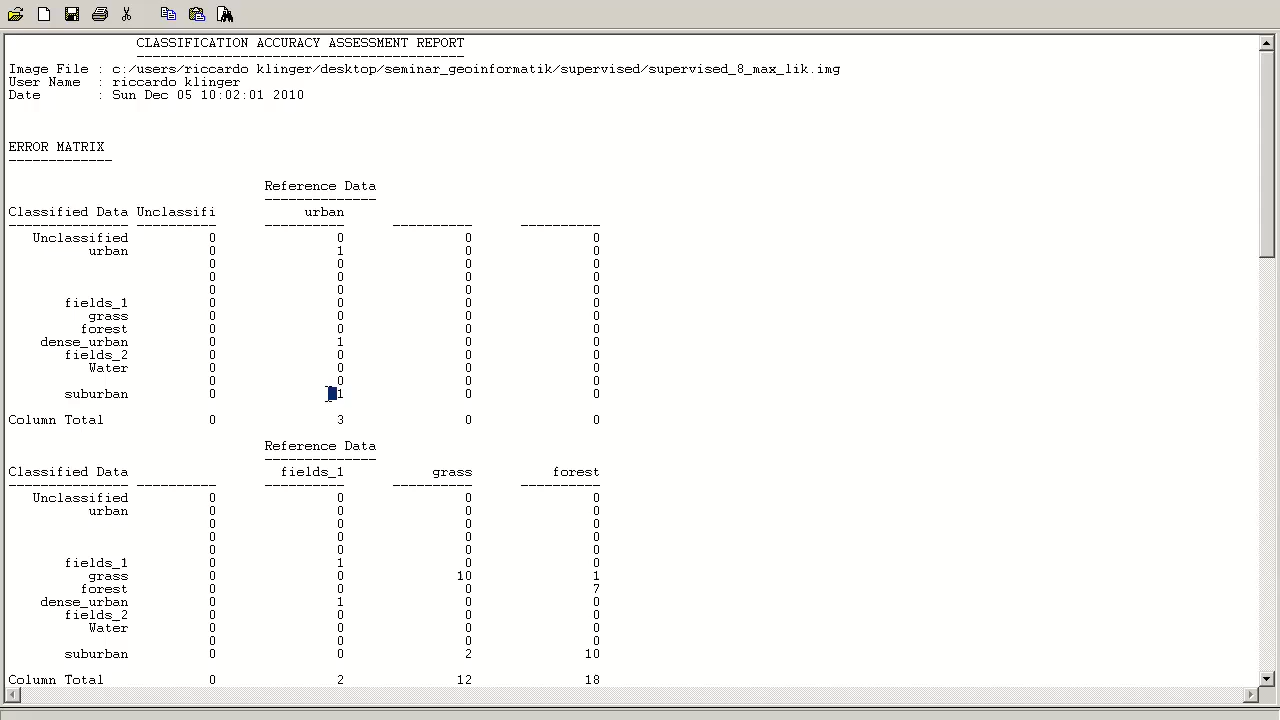 CLASSIFICATION ACCURACY ASSESSMENT REPORT
-----------------------------------------
Image File : c:/users/riccardo klinger/desktop/seminar_geoinformatik/supervised/supervised_8_max_lik.img
User Name : riccardo klinger
Date : Sun Dec 05 10:02:01 2010
ERROR MATRIX
-------------
Reference Data
--------------
Classified Data Unclassifi urban
--------------- ---------- ---------- ---------- ----------
Unclassified 0 0 0 0
urban 0 1 0 0
0 0 0 0
0 0 0 0
0 0 0 0
fields_1 0 0 0 0
grass 0 0 0 0
forest 0 0 0 0
dense_urban 0 1 0 0
fields_2 0 0 0 0
Water 0 0 0 0
0 0 0 0
suburban 0 1 0 0
Column Total 0 3 0 0
Reference Data
--------------
Classified Data ---------- fields_1 grass forest
--------------- ---------- ---------- ---------- ----------
Unclassified 0 0 0 0
urban 0 0 0 0
0 0 0 0
0 0 0 0
0 0 0 0
fields_1 0 1 0 0
grass 0 0 10 1
forest 0 0 0 7
dense_urban 0 1 0 0
fields_2 0 0 0 0
Water 0 0 0 0
0 0 0 0
suburban 0 0 2 10
Column Total 0 2 12 18